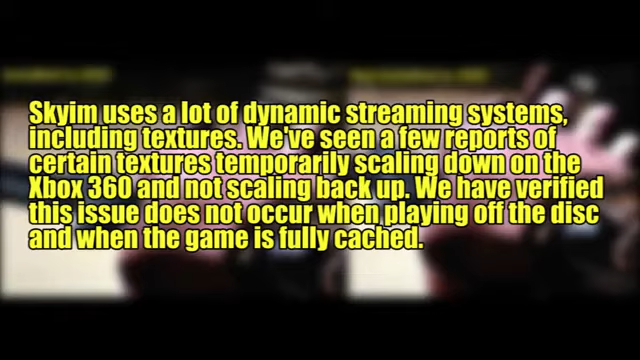 Skyim uses a lot of dynamic streaming systems,
including textures. We've seen a few reports of
certain textures temporarily scaling down on the
Xbox 360 and not scaling back up. We have verified
this issue does not occur when playing off the disc
and when the game is fully cached.